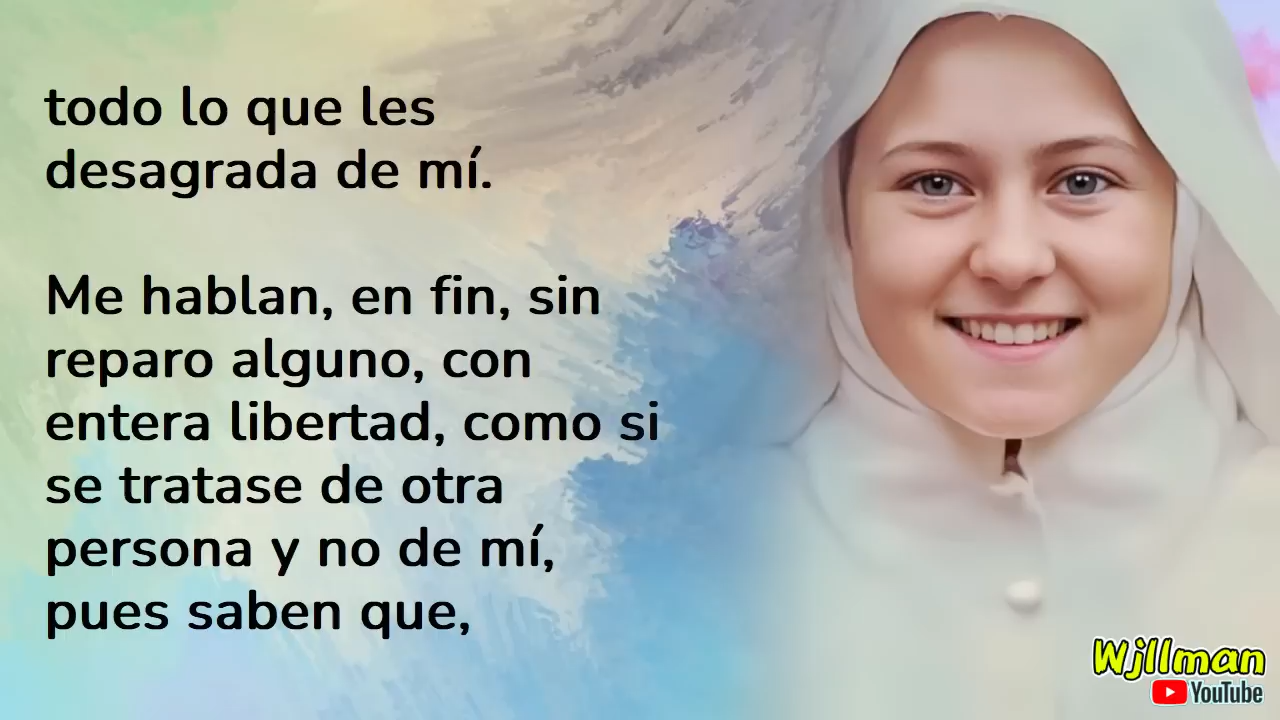 todo lo que les
desagrada de mí.
Me hablan, en fin, sin
reparo alguno, con
entera libertad, como si
se tratase de otra
persona y no de mí,
pues saben que,
Wjllman
YouTube